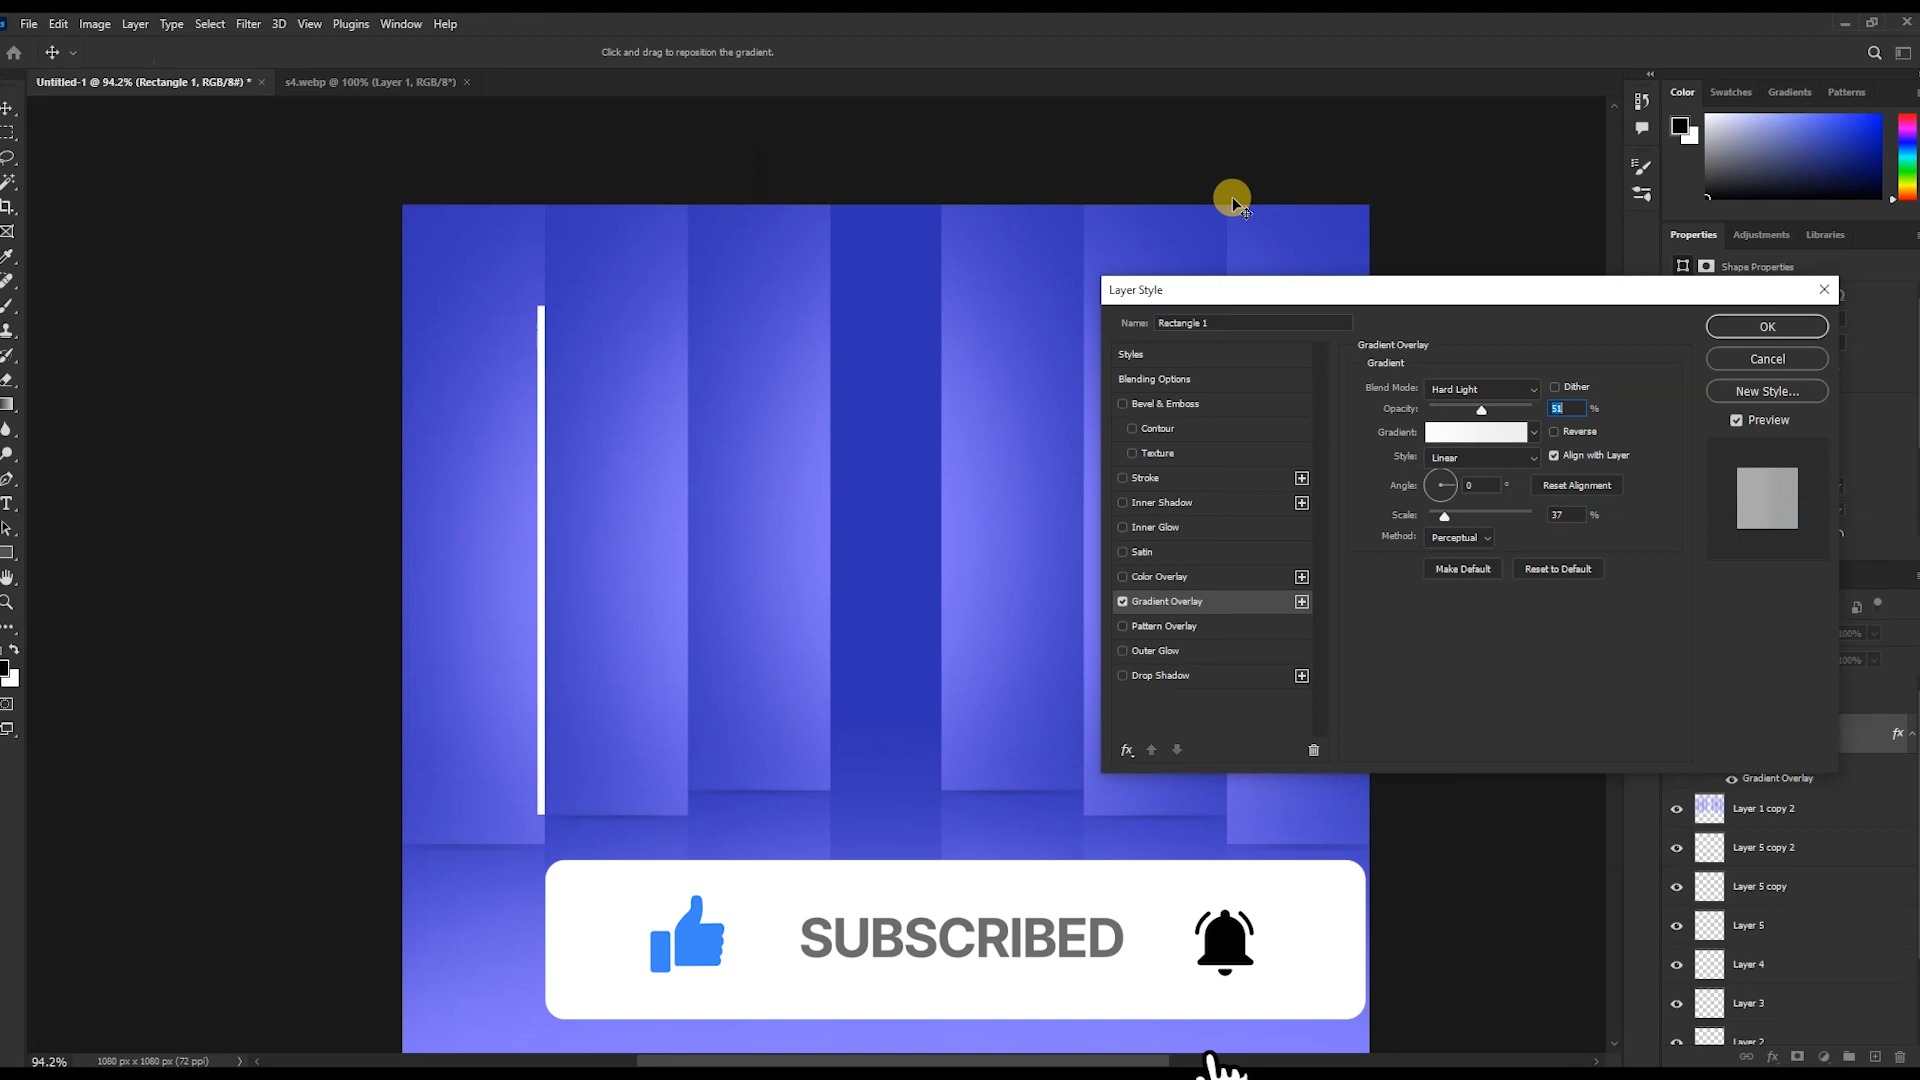 File Edit Image Layer Type Select Filter 3D View Plugins Window Help
Click and drag to reposition the gradient.
Untitled-1 @ 94.2% (Rectangle 1, RGB/8#) *
s4.webp @ 100% (Layer 1, RGB/8*)
Color Swatches Gradients Patterns
Properties Adjustments Libraries
Shape Properties
Layer Style
Name: Rectangle 1
Styles
Blending Options
Bevel & Emboss
Contour
Texture
Stroke
Inner Shadow
Inner Glow
Satin
Color Overlay
Gradient Overlay
Pattern Overlay
Outer Glow
Drop Shadow
fx
Gradient Overlay
Gradient
Blend Mode: Hard Light Dither
Opacity: 51 %
Gradient: Reverse
Style: Linear Align with Layer
Angle: 0 ° Reset Alignment
Scale: 37 %
Method: Perceptual
Make Default Reset to Default
OK
Cancel
New Style...
Preview
100%
100%
fx
Gradient Overlay
Layer 1 copy 2
Layer 5 copy 2
Layer 5 copy
Layer 5
Layer 4
Layer 3
Layer 2
fx
SUBSCRIBED
94.2% 1080 px x 1080 px (72 ppi)